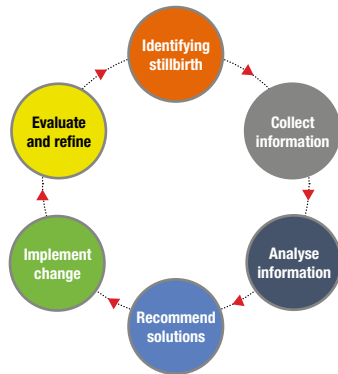 Identifying
stillbirth
Collect
information
Analyse
information
Recommend
solutions
Implement
change
Evaluate
and refine